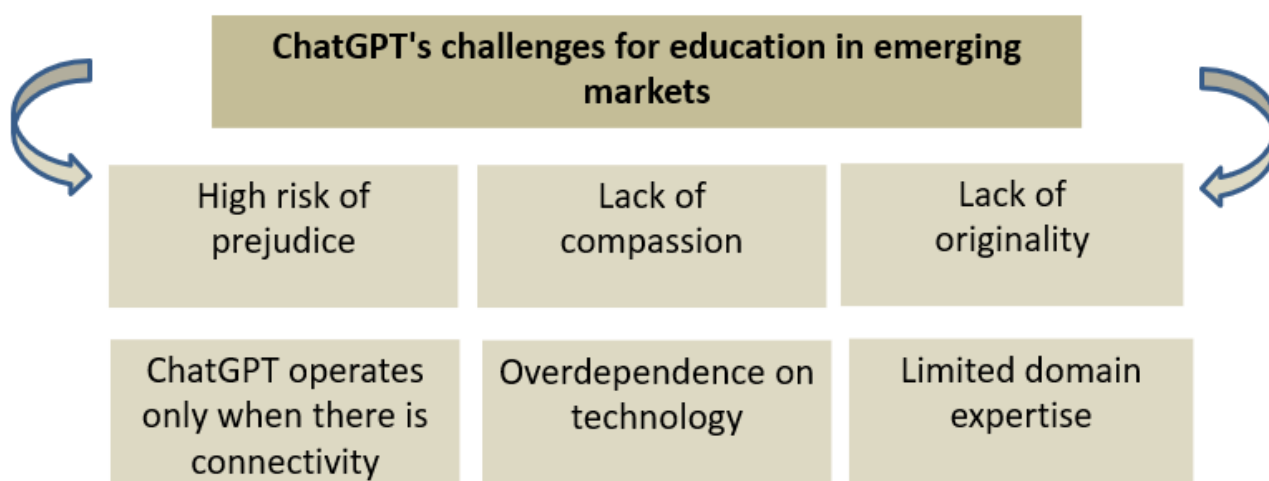 ChatGPT's challenges for education in emerging
markets
High risk of
prejudice
Lack of
compassion
Lack of
originality
ChatGPT operates
only when there is
connectivity
Overdependence on
technology
Limited domain
expertise